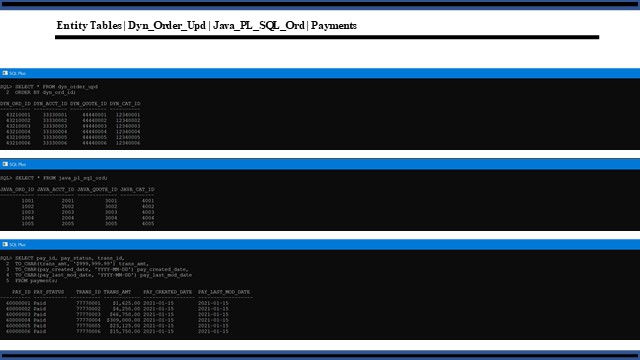 Entity Tables | Dyn_Order_Upd | Java_PL_SQL_Ord | Payments
SQL Plus
SQL> SELECT * FROM dyn_order_upd
2 ORDER BY dyn_ord_id;
DYN_ORD_ID DYN_ACCT_ID DYN_QUOTE_ID DYN_CAT_ID
43210001 33330001 44440001 12340001
43210002 33330002 44440002 12340002
43210003 33330003 44440003 12340003
43210004 33330004 44440004 12340004
43210005 33330005 44440005 12340005
43210006 33330006 44440006 12340006
SQL Plus
SQL> SELECT * FROM java_pl_sql_ord;
JAVA_ORD_ID JAVA_ACCT_ID JAVA_QUOTE_ID JAVA_CAT_ID
1001 2001 3001 4001
1002 2002 3002 4002
1003 2003 3003 4003
1004 2004 3004 4004
1005 2005 3005 4005
SQL Plus
SQL> SELECT pay_id, pay_status, trans_id,
2 TO_CHAR(trans_amt, '$999,999.99') trans_amt,
3 TO_CHAR(pay_created_date, 'YYYY-MM-DD') pay_created_date,
4 TO_CHAR(pay_last_mod_date, 'YYYY-MM-DD') pay_last_mod_date
5 FROM payments;
PAY_ID PAY_STATUS TRANS_ID TRANS_AMT PAY_CREATED_DATE PAY_LAST_MOD_DATE
60000001 Paid 77770001 $1,425.00 2021-01-15 2021-01-15
60000002 Paid 77770002 $4,250.00 2021-01-15 2021-01-15
60000003 Paid 77770003 $66,750.00 2021-01-15 2021-01-15
60000004 Paid 77770004 $309,000.00 2021-01-15 2021-01-15
60000005 Paid 77770005 $23,125.00 2021-01-15 2021-01-15
60000006 Paid 77770006 $15,750.00 2021-01-15 2021-01-15